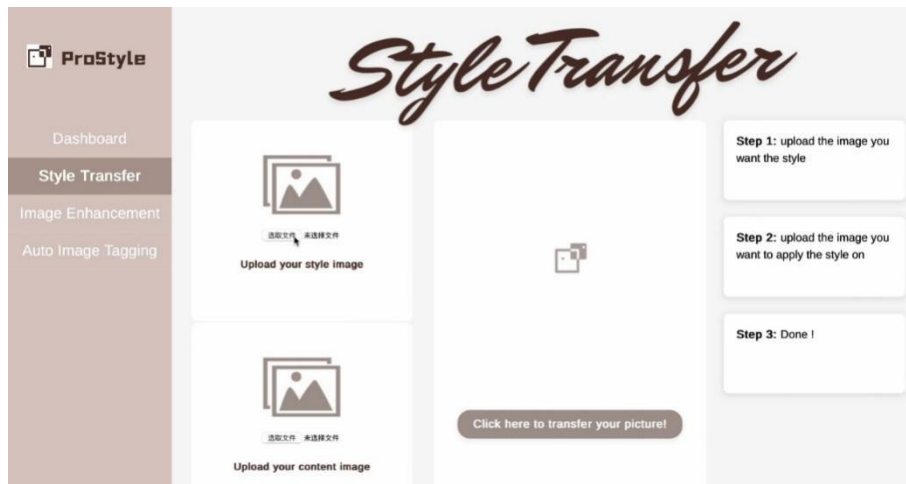 ProStyle
Style Transfer
Dashboard
Style Transfer
Image Enhancement
Auto Image Tagging
选取文件 未选择文件
Upload your style image
选取文件 未选择文件
Upload your content image
Click here to transfer your picture!
Step 1: upload the image you
want the style
Step 2: upload the image you
want to apply the style on
Step 3: Done !